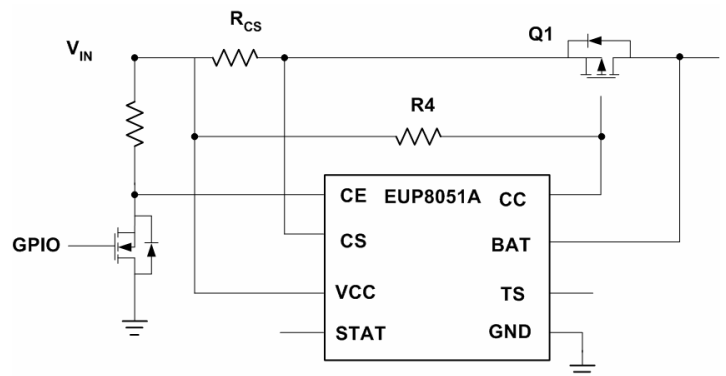 R_CS
Q1
V_IN
R4
CE EUP8051A CC
GPIO
CS
BAT
VCC
TS
STAT
GND